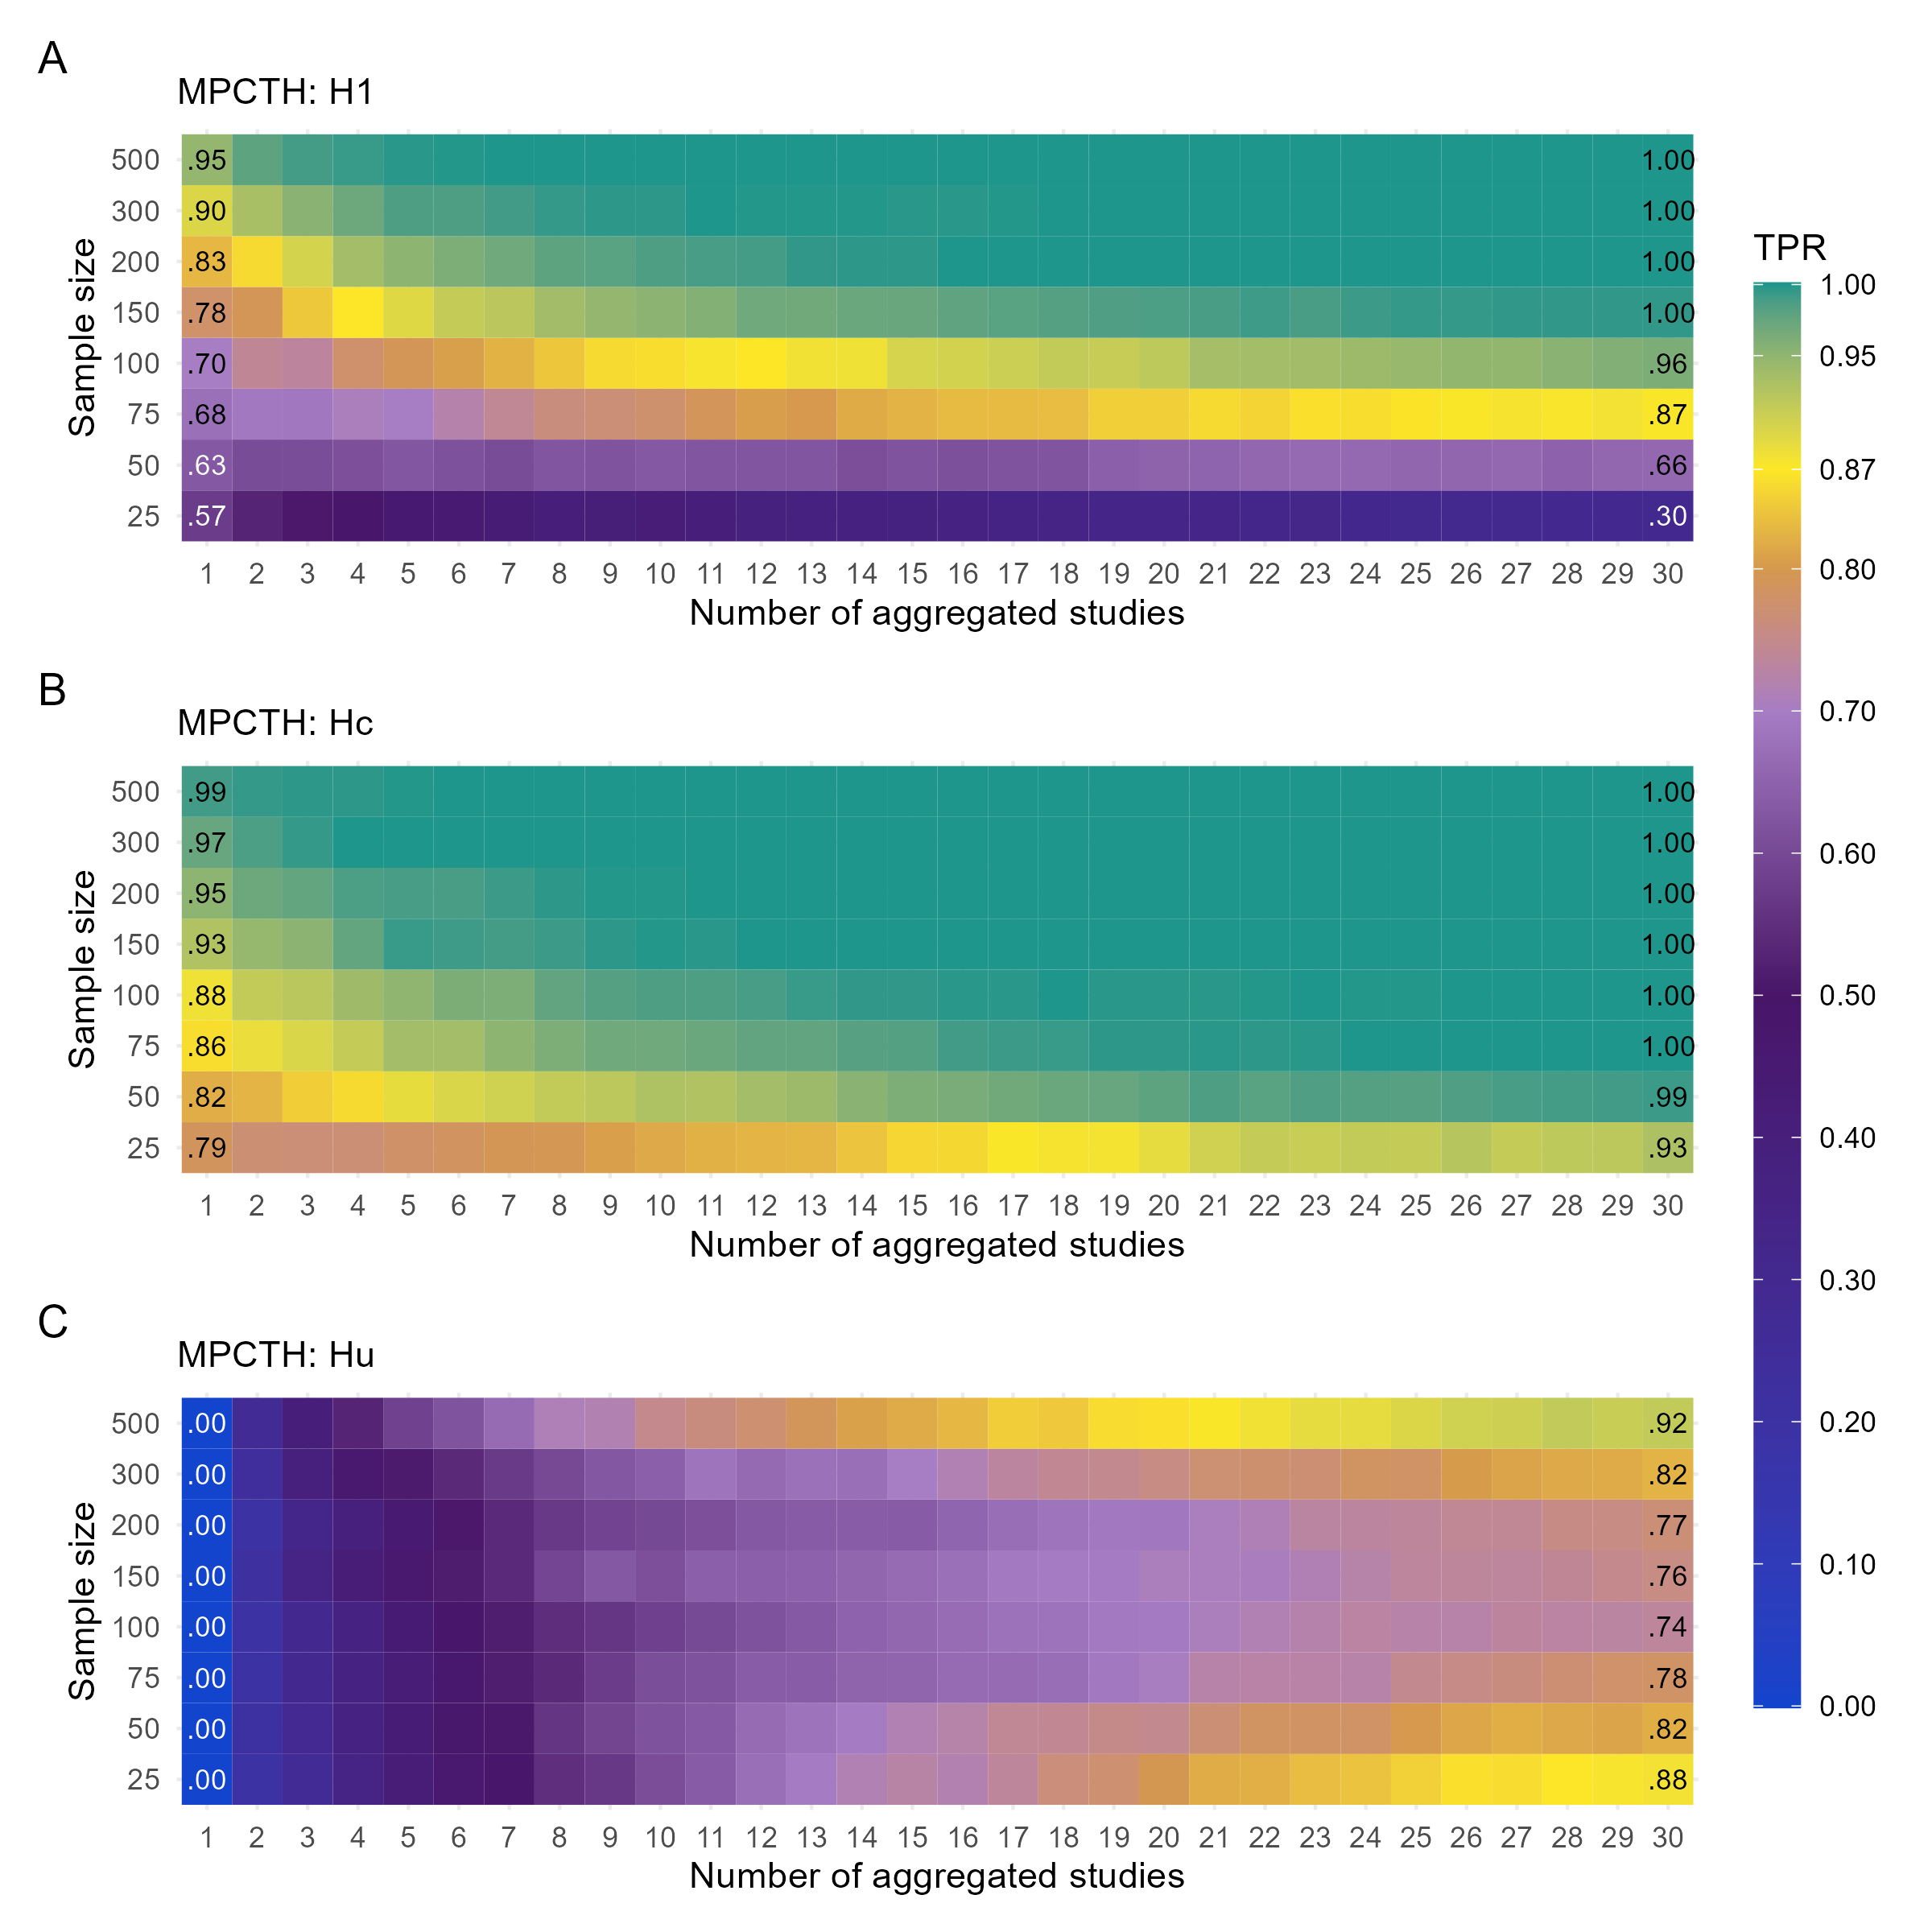 A
MPCTH: H1
Sample size
500 .95 1.00
300 .90 1.00
200 .83 1.00
150 .78 1.00
100 .70 .96
75 .68 .87
50 .63 .66
25 .57 .30
1 2 3 4 5 6 7 8 9 10 11 12 13 14 15 16 17 18 19 20 21 22 23 24 25 26 27 28 29 30
Number of aggregated studies
B
MPCTH: Hc
Sample size
500 .99 1.00
300 .97 1.00
200 .95 1.00
150 .93 1.00
100 .88 1.00
75 .86 1.00
50 .82 .99
25 .79 .93
1 2 3 4 5 6 7 8 9 10 11 12 13 14 15 16 17 18 19 20 21 22 23 24 25 26 27 28 29 30
Number of aggregated studies
C
MPCTH: Hu
Sample size
500 .00 .92
300 .00 .82
200 .00 .77
150 .00 .76
100 .00 .74
75 .00 .78
50 .00 .82
25 .00 .88
1 2 3 4 5 6 7 8 9 10 11 12 13 14 15 16 17 18 19 20 21 22 23 24 25 26 27 28 29 30
Number of aggregated studies
TPR
1.00
0.95
0.87
0.80
0.70
0.60
0.50
0.40
0.30
0.20
0.10
0.00